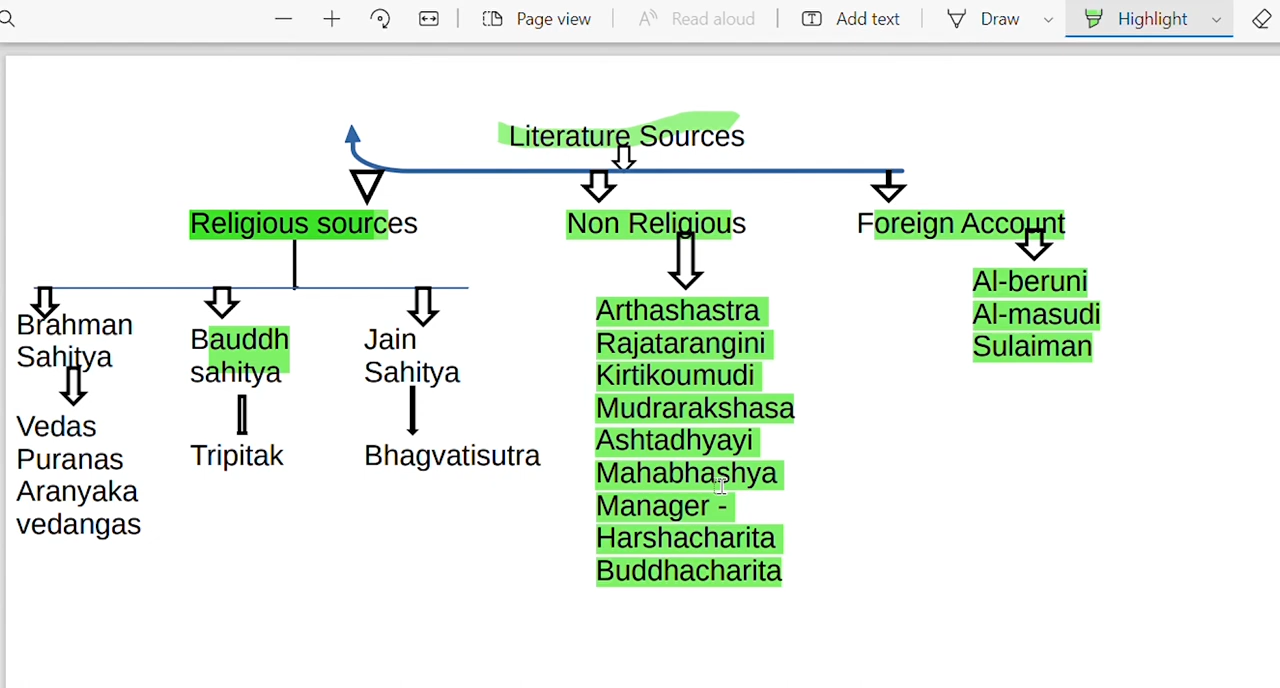 Page view
Read aloud
Add text
Draw
Highlight
Literature Sources
Religious sources
Non Religious
Foreign Account
Brahman
Sahitya
Vedas
Puranas
Aranyaka
vedangas
Bauddh
sahitya
Tripitak
Jain
Sahitya
Bhagvatisutra
Arthashastra
Rajatarangini
Kirtikoumudi
Mudrarakshasa
Ashtadhyayi
Mahabhashya
Manager -
Harshacharita
Buddhacharita
Al-beruni
Al-masudi
Sulaiman